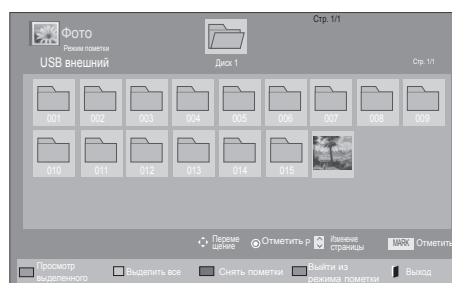 Стр. 1/1
Фото
Режим пометки
USB внешний
Диск 1
Стр. 1/1
001 002 003 004 005 006 007 008 009
010 011 012 013 014 015
Переме
щение
Отметить P
Измнене
страницы
MARK Отметить
Просмотр
выделенного
Выделить все
Снять пометки
Выйти из
режима пометки
Выход